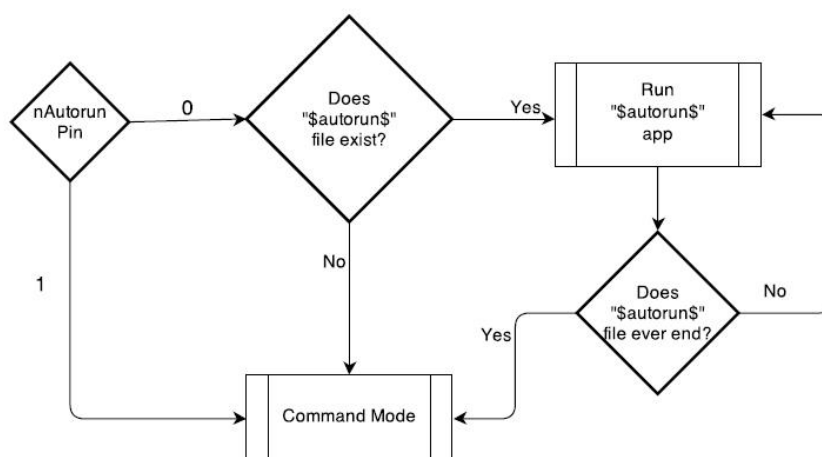 nAutorun
Pin
0
Does
"$autorun$"
file exist?
Yes
Run
"$autorun$"
app
No
1
Does
"$autorun$"
file ever end?
No
Yes
Command Mode